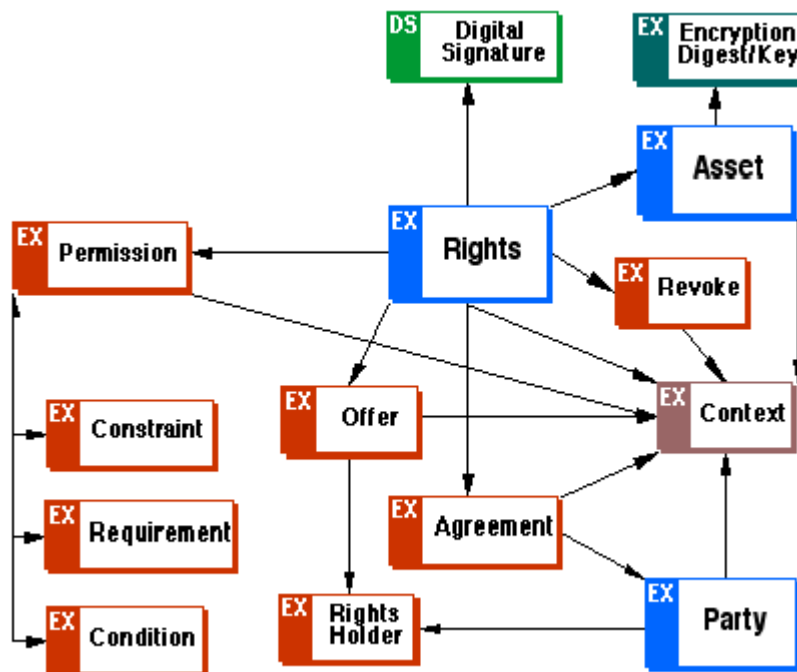 DS Digital
Signature
EX Encryption
Digest/Key
EX Asset
EX Permission
EX Rights
EX Revoke
EX Constraint
EX Offer
EX Context
EX Requirement
EX Agreement
EX Condition
EX Rights
Holder
EX Party